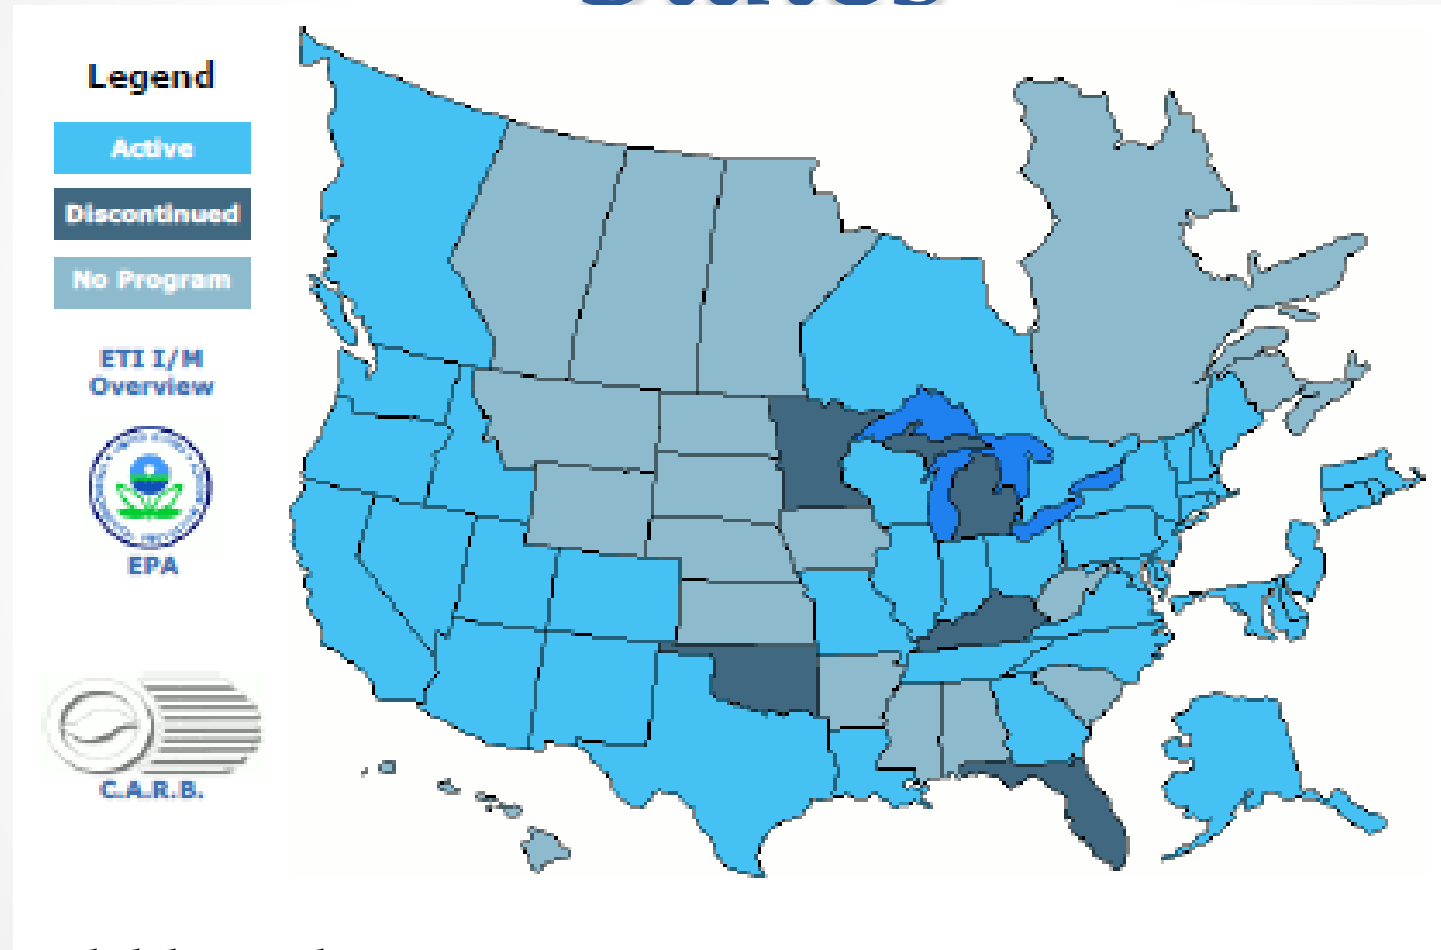 Legend
Active
Discontinued
No Program
ETI I/M
Overview
EPA
C.A.R.B.